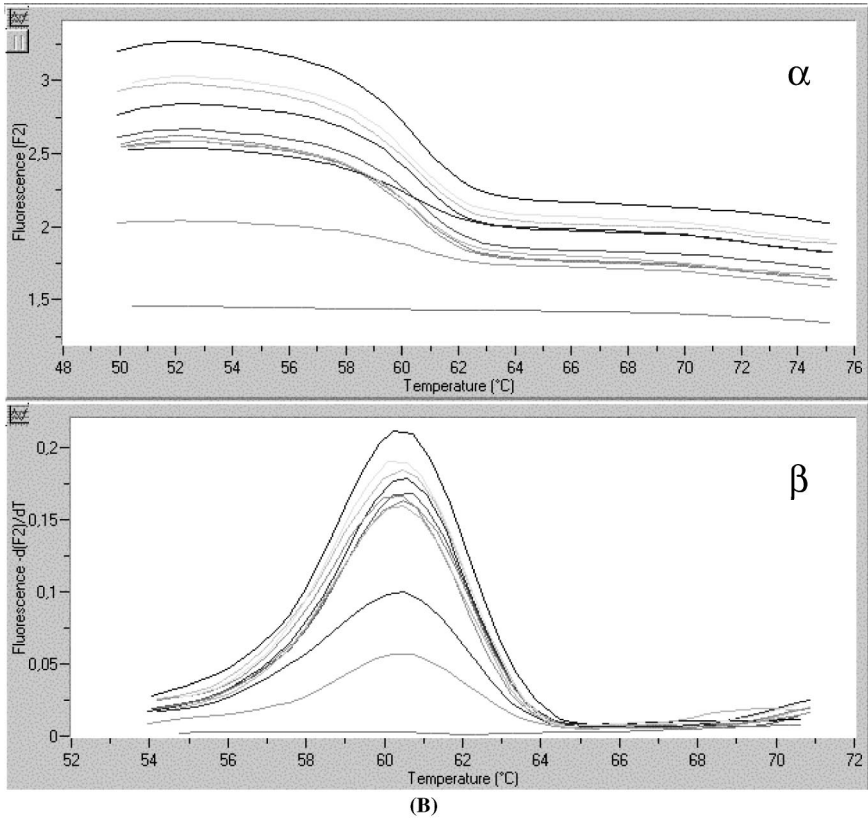 α
3
2,5
2
1,5
Fluorescence (F2)
48 50 52 54 56 58 60 62 64 66 68 70 72 74 76
Temperature (°C)
β
0,2
0,15
0,1
0,05
0
Fluorescence -d(F2)/dT
52 54 56 58 60 62 64 66 68 70 72
Temperature (°C)
(B)